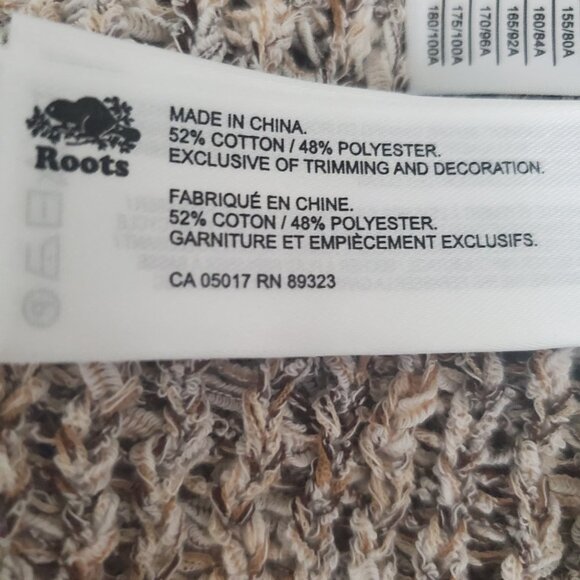 Roots
MADE IN CHINA.
52% COTTON / 48% POLYESTER.
EXCLUSIVE OF TRIMMING AND DECORATION.
FABRIQUÉ EN CHINE.
52% COTON / 48% POLYESTER.
GARNITURE ET EMPIÈCEMENT EXCLUSIFS.
CA 05017 RN 89323
155/80A
160/84A
165/92A
170/96A
175/100A
180/100A